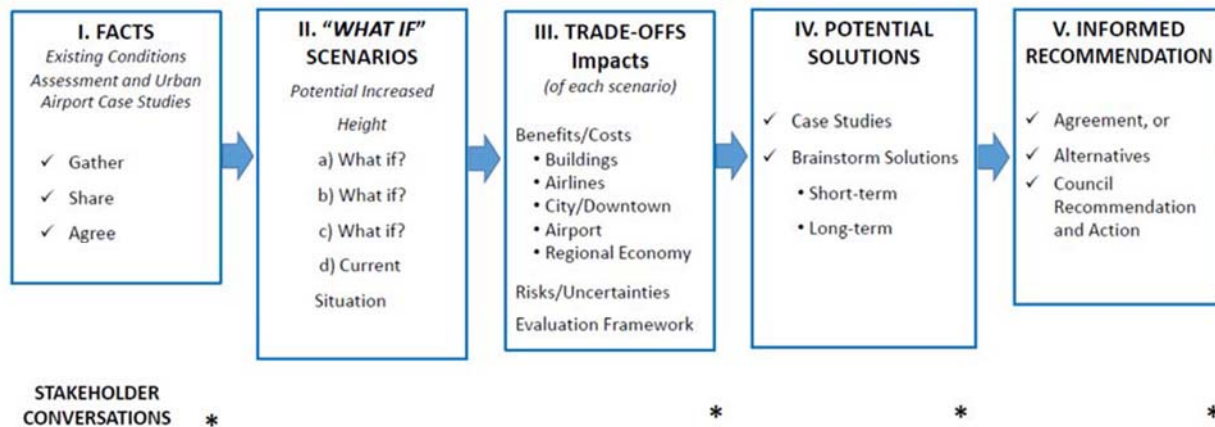 I. FACTS
Existing Conditions
Assessment and Urban
Airport Case Studies
✓ Gather
✓ Share
✓ Agree
II. "WHAT IF"
SCENARIOS
Potential Increased
Height
a) What if?
b) What if?
c) What if?
d) Current
Situation
III. TRADE-OFFS
Impacts
(of each scenario)
Benefits/Costs
• Buildings
• Airlines
• City/Downtown
• Airport
• Regional Economy
Risks/Uncertainties
Evaluation Framework
IV. POTENTIAL
SOLUTIONS
✓ Case Studies
✓ Brainstorm Solutions
• Short-term
• Long-term
V. INFORMED
RECOMMENDATION
✓ Agreement, or
✓ Alternatives
✓ Council
Recommendation
and Action
STAKEHOLDER
CONVERSATIONS * * * *